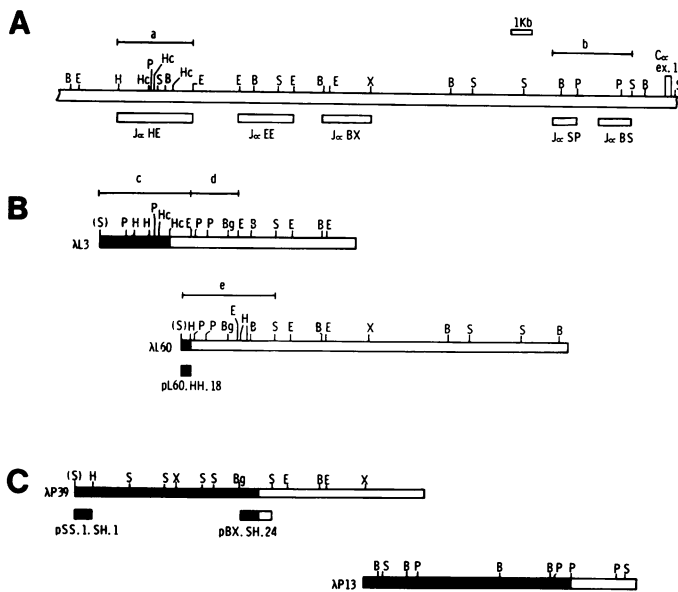 A
1Kb
a
b
Cα
ex. 1
P Hc
B E H Hc S B Hc E E B S E B E X B S S B P P S B S
Jα HE
Jα EE
Jα BX
Jα SP
Jα BS
B
c
d
P
(S) P H H Hc Hc E P P Bg E B S E B E
λL3
e
E
(S) H P P Bg H B S E B E X B S S B
λL60
pL60. HH. 18
C
(S) H S S X S S Bg S E B E X
λP39
pSS. 1. SH. 1
pBX. SH. 24
B S B P B B P P P S
λP13